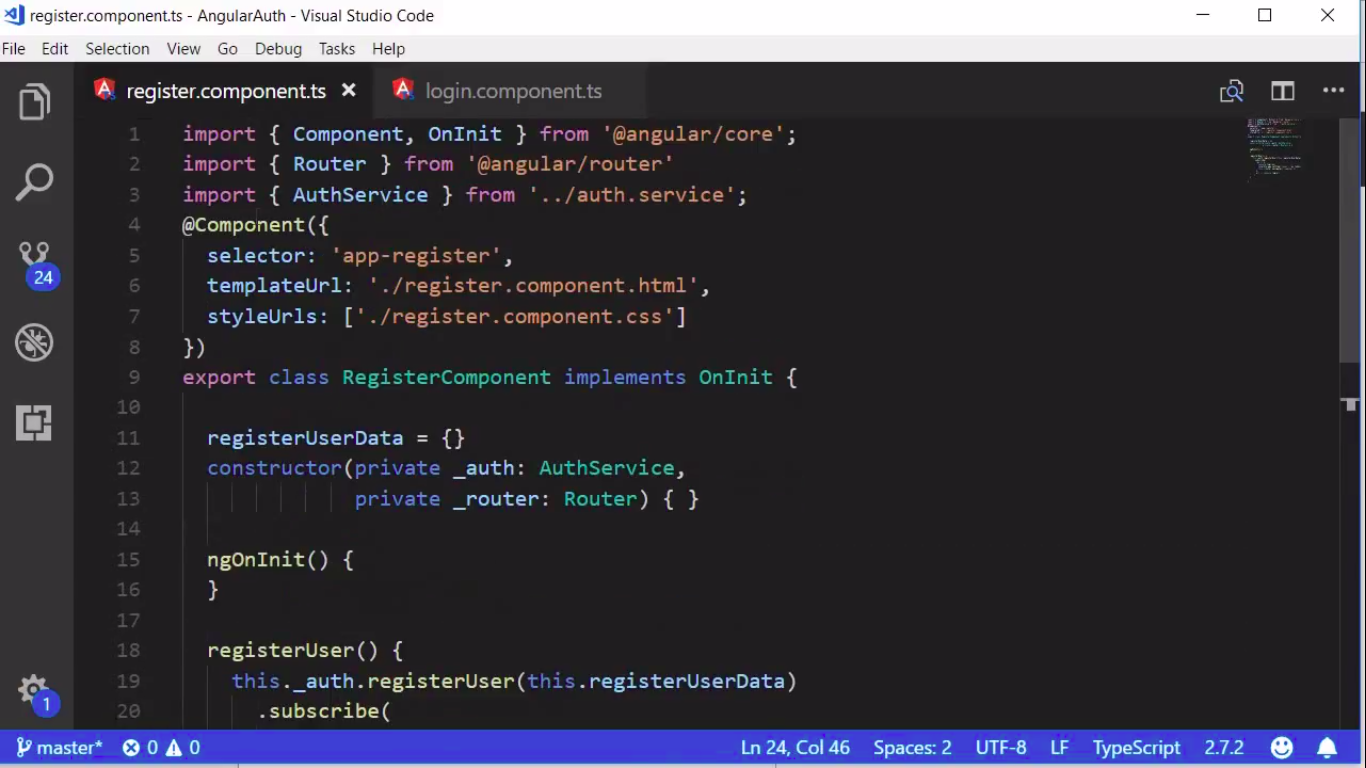 register.component.ts - AngularAuth - Visual Studio Code
File Edit Selection View Go Debug Tasks Help
register.component.ts login.component.ts
1 import { Component, OnInit } from '@angular/core';
2 import { Router } from '@angular/router'
3 import { AuthService } from '../auth.service';
4 @Component({
5   selector: 'app-register',
6   templateUrl: './register.component.html',
7   styleUrls: ['./register.component.css']
8 })
9 export class RegisterComponent implements OnInit {
10
11   registerUserData = {}
12   constructor(private _auth: AuthService,
13               private _router: Router) { }
14
15   ngOnInit() {
16   }
17
18   registerUser() {
19     this._auth.registerUser(this.registerUserData)
20       .subscribe(
24
1
master* 0 0 Ln 24, Col 46 Spaces: 2 UTF-8 LF TypeScript 2.7.2